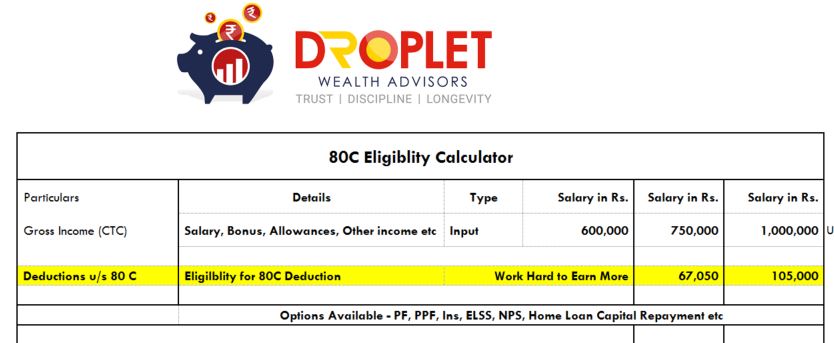 DROPLET
WEALTH ADVISORS
TRUST | DISCIPLINE | LONGEVITY
80C Eligiblity Calculator
Particulars Details Type Salary in Rs. Salary in Rs. Salary in Rs.
Gross Income (CTC) Salary, Bonus, Allowances, Other income etc Input 600,000 750,000 1,000,000 U
Deductions u/s 80 C Eligilblity for 80C Deduction Work Hard to Earn More 67,050 105,000
Options Available - PF, PPF, Ins, ELSS, NPS, Home Loan Capital Repayment etc